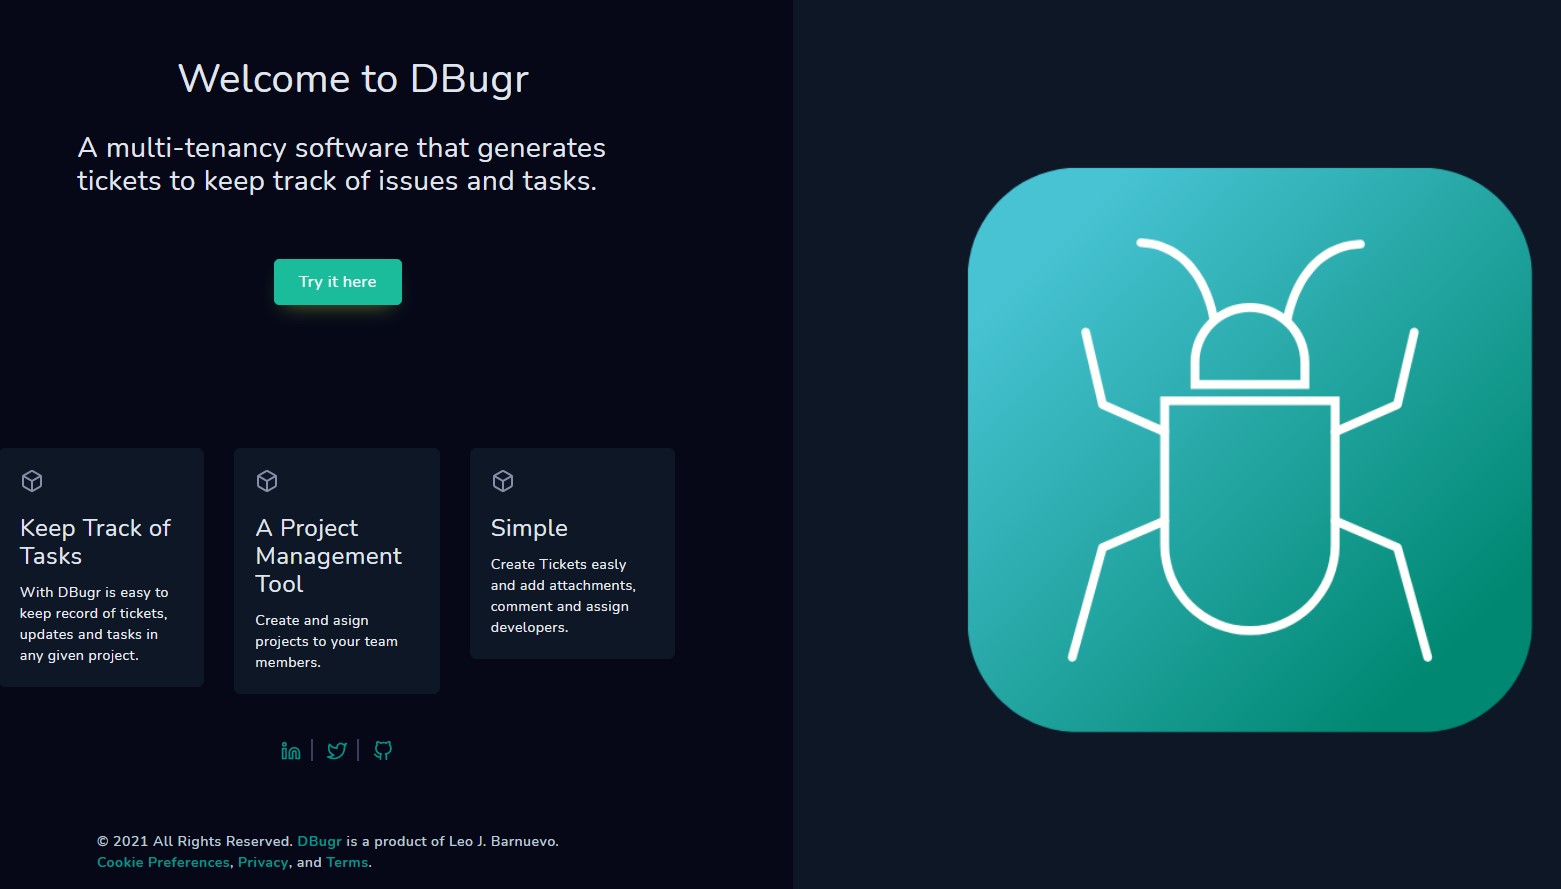 Welcome to DBugr
A multi-tenancy software that generates
tickets to keep track of issues and tasks.
Try it here
Keep Track of
Tasks
With DBugr is easy to
keep record of tickets,
updates and tasks in
any given project.
A Project
Management
Tool
Create and asign
projects to your team
members.
Simple
Create Tickets easly
and add attachments,
comment and assign
developers.
© 2021 All Rights Reserved. DBugr is a product of Leo J. Barnuevo.
Cookie Preferences, Privacy, and Terms.